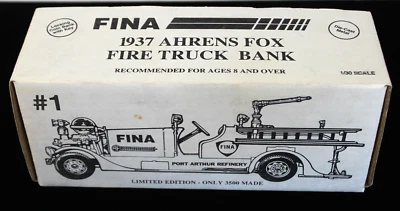 FINA
1937 AHRENS FOX
FIRE TRUCK BANK
RECOMMENDED FOR AGES 8 AND OVER
1/30 SCALE
#1
FINA
FINA
PORT ARTHUR REFINERY
LIMITED EDITION - ONLY 3500 MADE